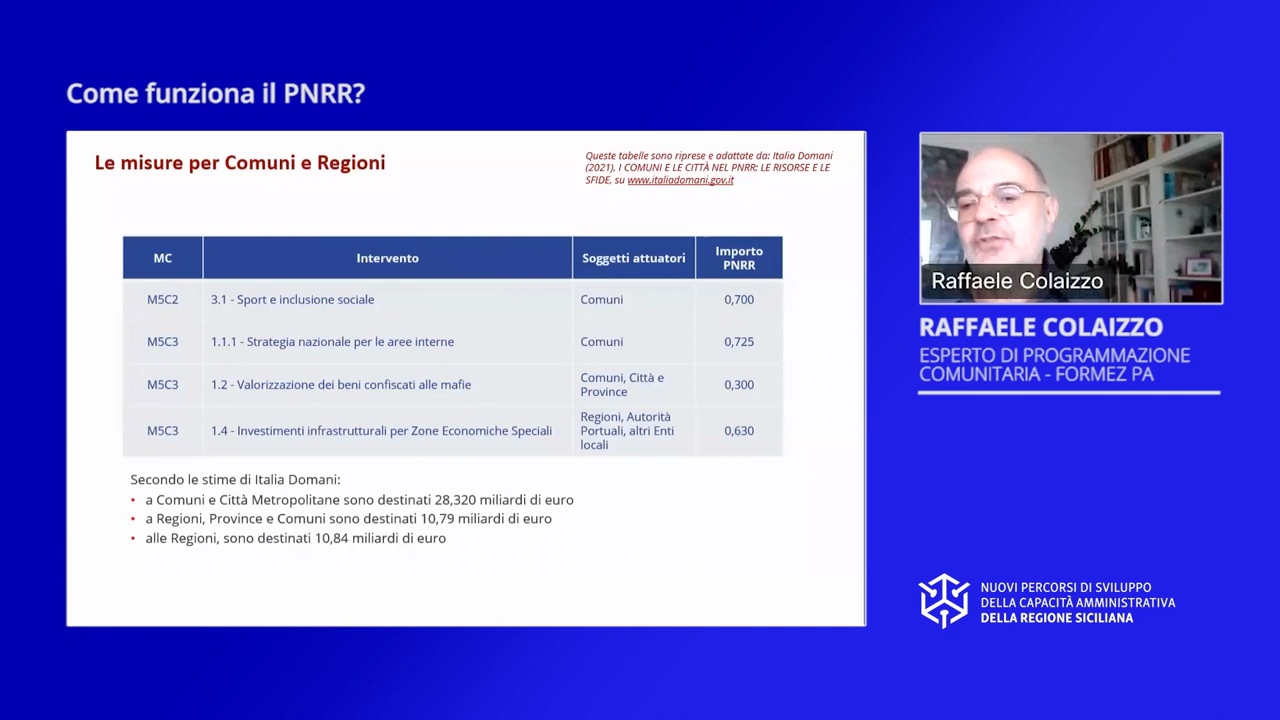 Come funziona il PNRR?
Le misure per Comuni e Regioni
Queste tabelle sono riprese e adattate da: Italia Domani
(2021), I COMUNI E LE CITTÀ NEL PNRR: LE RISORSE E LE
SFIDE, su www.italiadomani.gov.it
MC Intervento Soggetti attuatori Importo PNRR
M5C2 3.1 - Sport e inclusione sociale Comuni 0,700
M5C3 1.1.1 - Strategia nazionale per le aree interne Comuni 0,725
M5C3 1.2 - Valorizzazione dei beni confiscati alle mafie Comuni, Città e Province 0,300
M5C3 1.4 - Investimenti infrastrutturali per Zone Economiche Speciali Regioni, Autorità Portuali, altri Enti locali 0,630
Secondo le stime di Italia Domani:
• a Comuni e Città Metropolitane sono destinati 28,320 miliardi di euro
• a Regioni, Province e Comuni sono destinati 10,79 miliardi di euro
• alle Regioni, sono destinati 10,84 miliardi di euro
Raffaele Colaizzo
RAFFAELE COLAIZZO
ESPERTO DI PROGRAMMAZIONE
COMUNITARIA - FORMEZ PA
NUOVI PERCORSI DI SVILUPPO
DELLA CAPACITÀ AMMINISTRATIVA
DELLA REGIONE SICILIANA